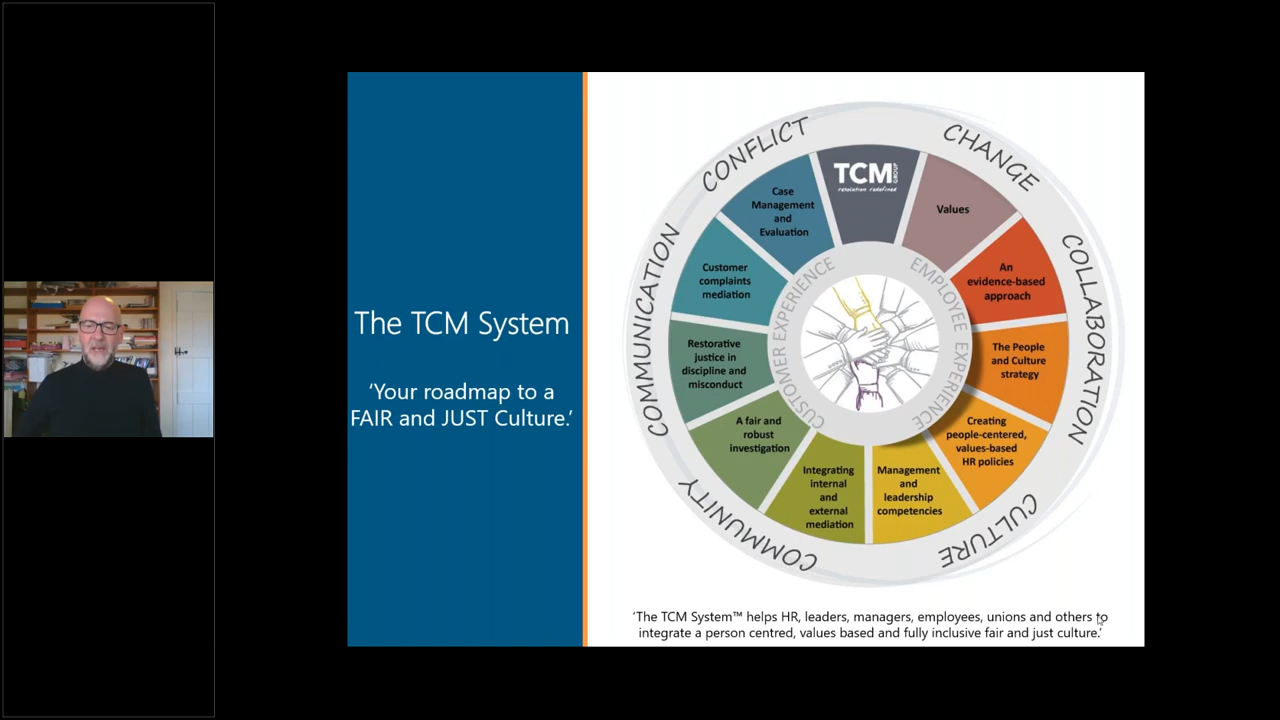 The TCM System
‘Your roadmap to a
FAIR and JUST Culture.’
CONFLICT
CHANGE
COLLABORATION
CULTURE
COMMUNITY
COMMUNICATION
TCM GROUP
resolution redefined
Values
An
evidence-based
approach
The People
and Culture
strategy
Creating
people-centered,
values-based
HR policies
Management
and
leadership
competencies
Integrating
internal
and
external
mediation
A fair and
robust
investigation
Restorative
justice in
discipline and
misconduct
Customer
complaints
mediation
Case
Management
and
Evaluation
CUSTOMER EXPERIENCE
EMPLOYEE EXPERIENCE
‘The TCM System™ helps HR, leaders, managers, employees, unions and others to
integrate a person centred, values based and fully inclusive fair and just culture.’